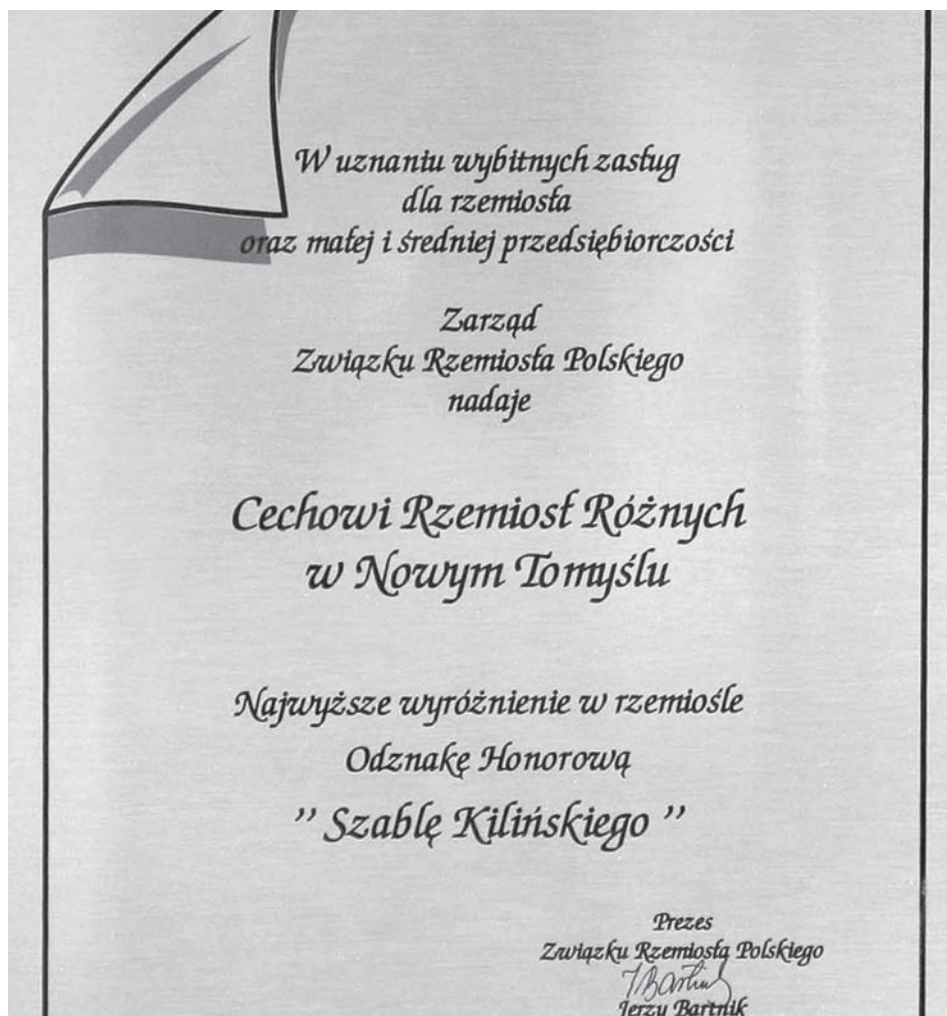 W uznaniu wybitnych zasług
dla rzemiosła
oraz małej i średniej przedsiębiorczości
Zarząd
Związku Rzemiosła Polskiego
nadaje
Cechowi Rzemiosł Różnych
w Nowym Tomyślu
Najwyższe wyróżnienie w rzemiośle
Odznakę Honorową
" Szablę Kilińskiego "
Prezes
Związku Rzemiosła Polskiego
J Bartnik
Jerzy Bartnik